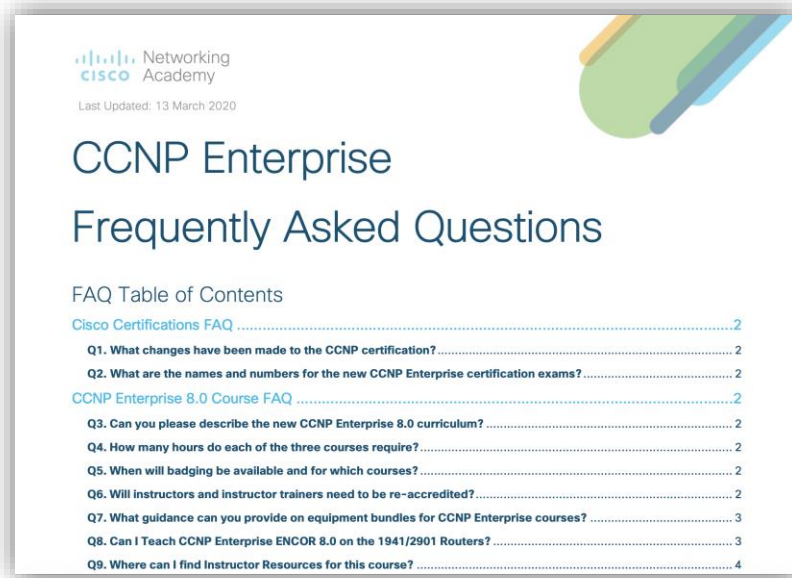 Networking
CISCO Academy
Last Updated: 13 March 2020
CCNP Enterprise
Frequently Asked Questions
FAQ Table of Contents
Cisco Certifications FAQ ................................................................................................2
Q1. What changes have been made to the CCNP certification? ........................................................ 2
Q2. What are the names and numbers for the new CCNP Enterprise certification exams? ........................... 2
CCNP Enterprise 8.0 Course FAQ ......................................................................................2
Q3. Can you please describe the new CCNP Enterprise 8.0 curriculum? ............................................. 2
Q4. How many hours do each of the three courses require? ........................................................... 2
Q5. When will badging be available and for which courses? ........................................................... 2
Q6. Will instructors and instructor trainers need to be re-accredited? ................................................ 2
Q7. What guidance can you provide on equipment bundles for CCNP Enterprise courses? .......................... 3
Q8. Can I Teach CCNP Enterprise ENCOR 8.0 on the 1941/2901 Routers? ........................................... 3
Q9. Where can I find Instructor Resources for this course? ............................................................ 4